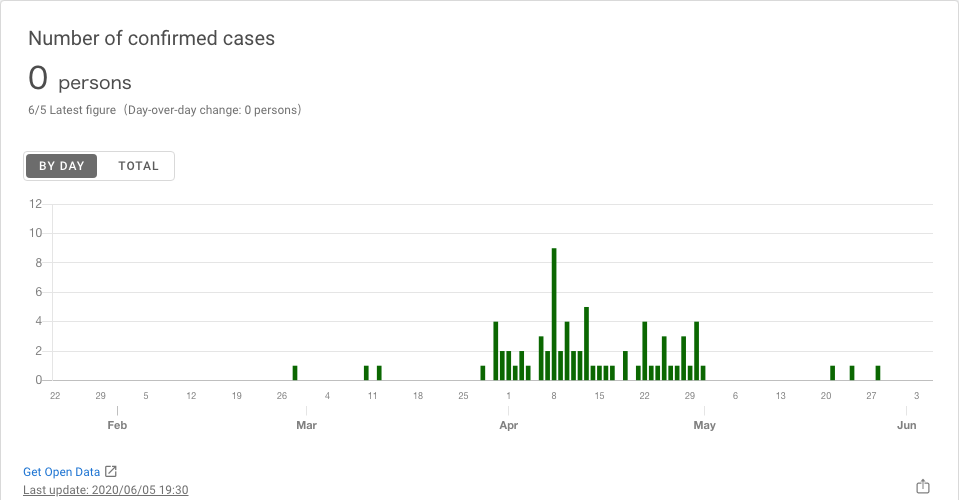 Number of confirmed cases
0 persons
6/5 Latest figure（Day-over-day change: 0 persons）
BY DAY TOTAL
12
10
8
6
4
2
0
22 29 5 12 19 26 4 11 18 25 1 8 15 22 29 6 13 20 27 3
Feb Mar Apr May Jun
Get Open Data
Last update: 2020/06/05 19:30